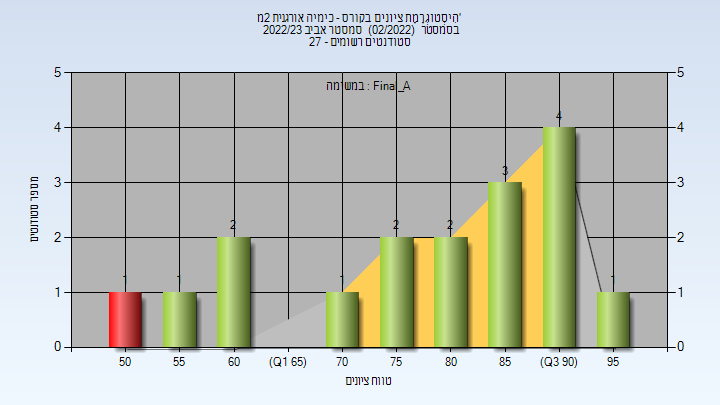 'הִיסְטוֹגְרָמַת ציונים בקורס - כימיה אורגנית 2מ
בסמסטר (02/2022) סמסטר אביב 2022/23
סטודנטים רשומים - 27
במשימה : Final_A
5 5
4 4
3 3
2 2
1 1
0 0
1 1 2 1 2 2 3 4 1
מספר סטודנטים
50 55 60 (Q1 65) 70 75 80 85 (Q3 90) 95
טווח ציונים